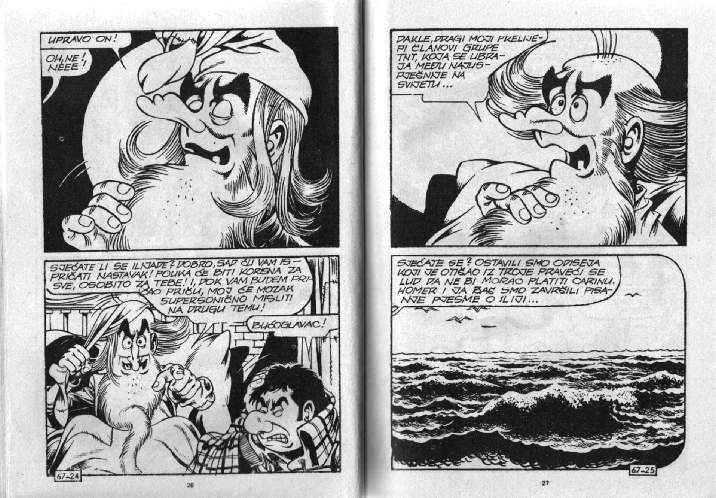 UPRAVO ON!
OH, NE!
NEEE!
SJEĆATE LI SE ILIJADE? DOBRO, SAD ĆU VAM IS-
PRIČATI NASTAVAK! POUKA ĆE BITI KORISNA ZA
SVE, OSOBITO ZA TEBE! I, DOK VAM BUDEM PRI-
ČAO PRIČU, MOJ ĆE MOZAK
SUPERSONIČNO MISLITI
NA DRUGU TEMU!
BUĆOGLAVAC!
67-24
26
DAKLE, DRAGI MOJI PRELIJE-
PI ČLANOVI GRUPE
TNT, KOJA SE UBRA-
JA MEĐU NAJUS-
PJEŠNIJE NA
SVIJETU...
SJEĆATE SE? OSTAVILI SMO ODISEJA
KOJI JE OTIŠAO IZ TROJE PRAVEĆI SE
LUD DA NE BI MORAO PLATITI CARINU.
HOMER I JA BAŠ SMO ZAVRŠILI PISA-
NJE PJESME O ILIJI...
67-25
27